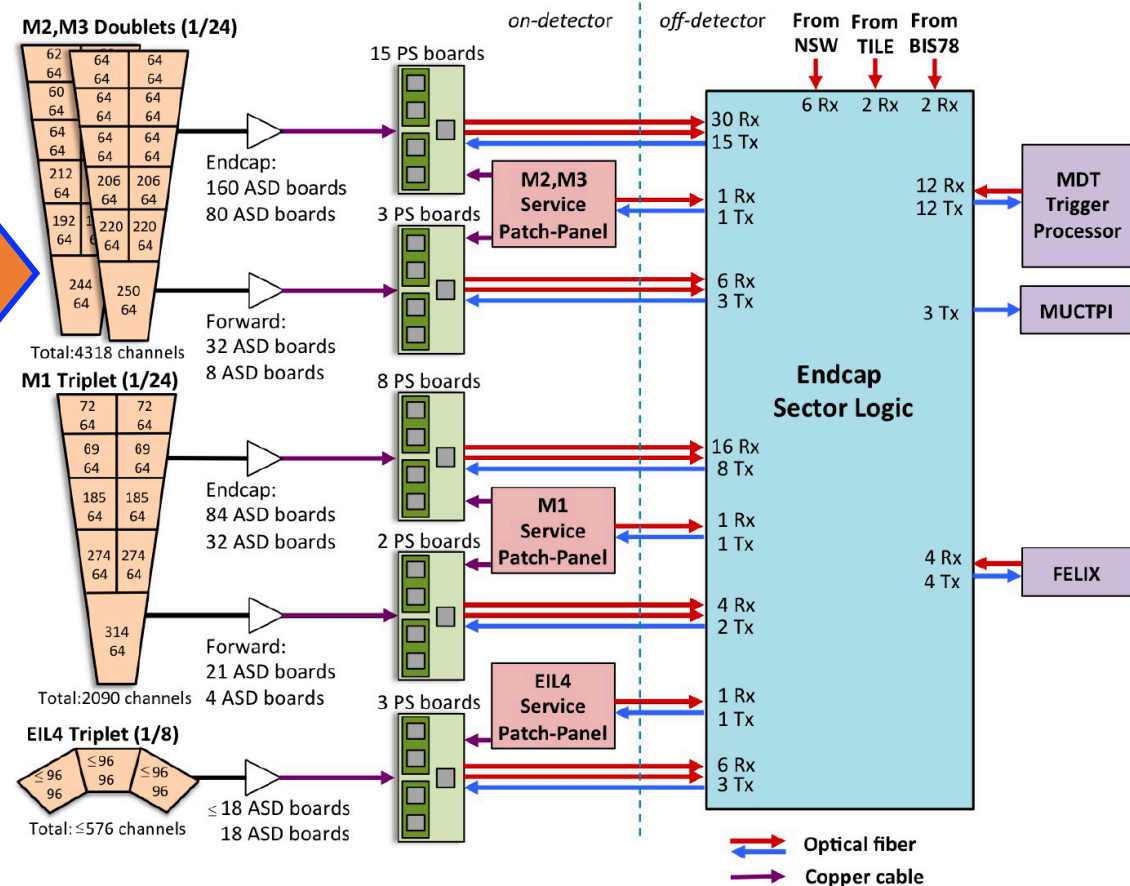 on-detector
off-detector
From
NSW
From
TILE
From
BIS78
M2,M3 Doublets (1/24)
62
64
60
64
64
64
212
64
192
64
244
64
64
64
64
64
64
64
64
64
64
64
64
64
206
64
206
64
220
64
220
64
250
64
Total:4318 channels
Endcap:
160 ASD boards
80 ASD boards
Forward:
32 ASD boards
8 ASD boards
15 PS boards
3 PS boards
M2,M3
Service
Patch-Panel
M1 Triplet (1/24)
72
64
72
64
69
64
69
64
185
64
185
64
274
64
274
64
314
64
Total:2090 channels
Endcap:
84 ASD boards
32 ASD boards
Forward:
21 ASD boards
4 ASD boards
8 PS boards
2 PS boards
M1
Service
Patch-Panel
EIL4 Triplet (1/8)
≤96
96
≤96
96
≤96
96
Total:≤576 channels
≤18 ASD boards
18 ASD boards
3 PS boards
EIL4
Service
Patch-Panel
6 Rx
2 Rx
2 Rx
30 Rx
15 Tx
1 Rx
1 Tx
6 Rx
3 Tx
16 Rx
8 Tx
1 Rx
1 Tx
4 Rx
2 Tx
1 Rx
1 Tx
6 Rx
3 Tx
Endcap
Sector Logic
12 Rx
12 Tx
3 Tx
4 Rx
4 Tx
MDT
Trigger
Processor
MUCTPI
FELIX
Optical fiber
Copper cable